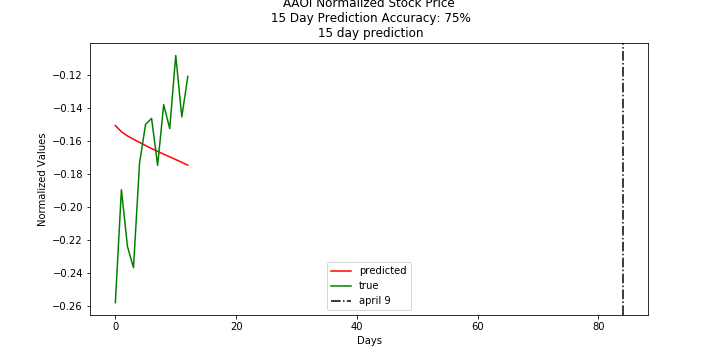 AAOI Normalized Stock Price
15 Day Prediction Accuracy: 75%
15 day prediction
−0.12
−0.14
−0.16
−0.18
−0.20
−0.22
−0.24
−0.26
Normalized Values
0 20 40 60 80
Days
predicted
true
april 9